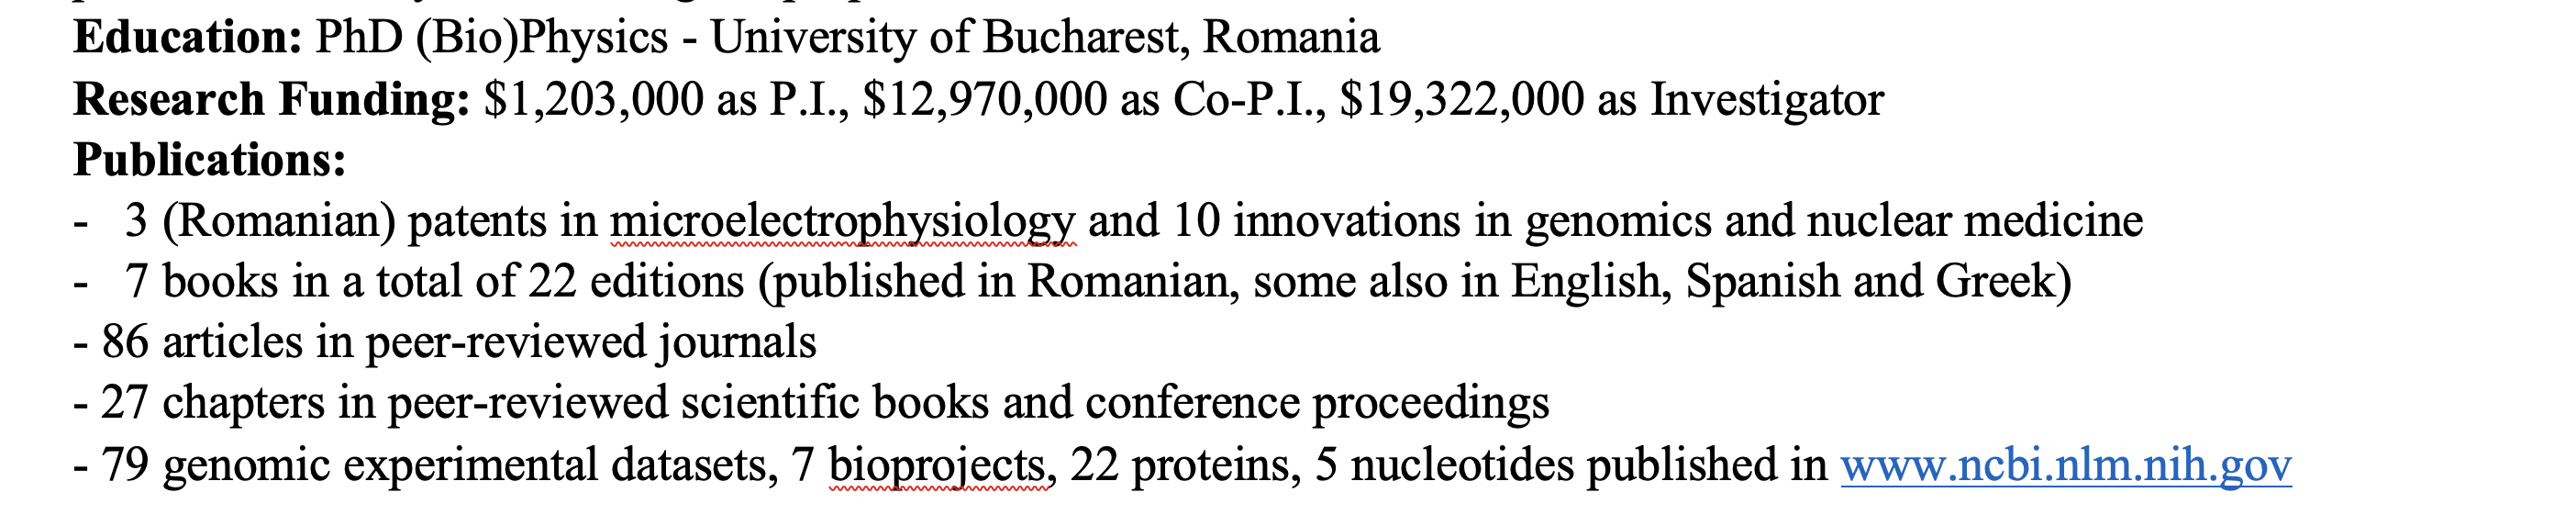 Education: PhD (Bio)Physics - University of Bucharest, Romania
Research Funding: $1,203,000 as P.I., $12,970,000 as Co-P.I., $19,322,000 as Investigator
Publications:
- 3 (Romanian) patents in microelectrophysiology and 10 innovations in genomics and nuclear medicine
- 7 books in a total of 22 editions (published in Romanian, some also in English, Spanish and Greek)
- 86 articles in peer-reviewed journals
- 27 chapters in peer-reviewed scientific books and conference proceedings
- 79 genomic experimental datasets, 7 bioprojects, 22 proteins, 5 nucleotides published in www.ncbi.nlm.nih.gov